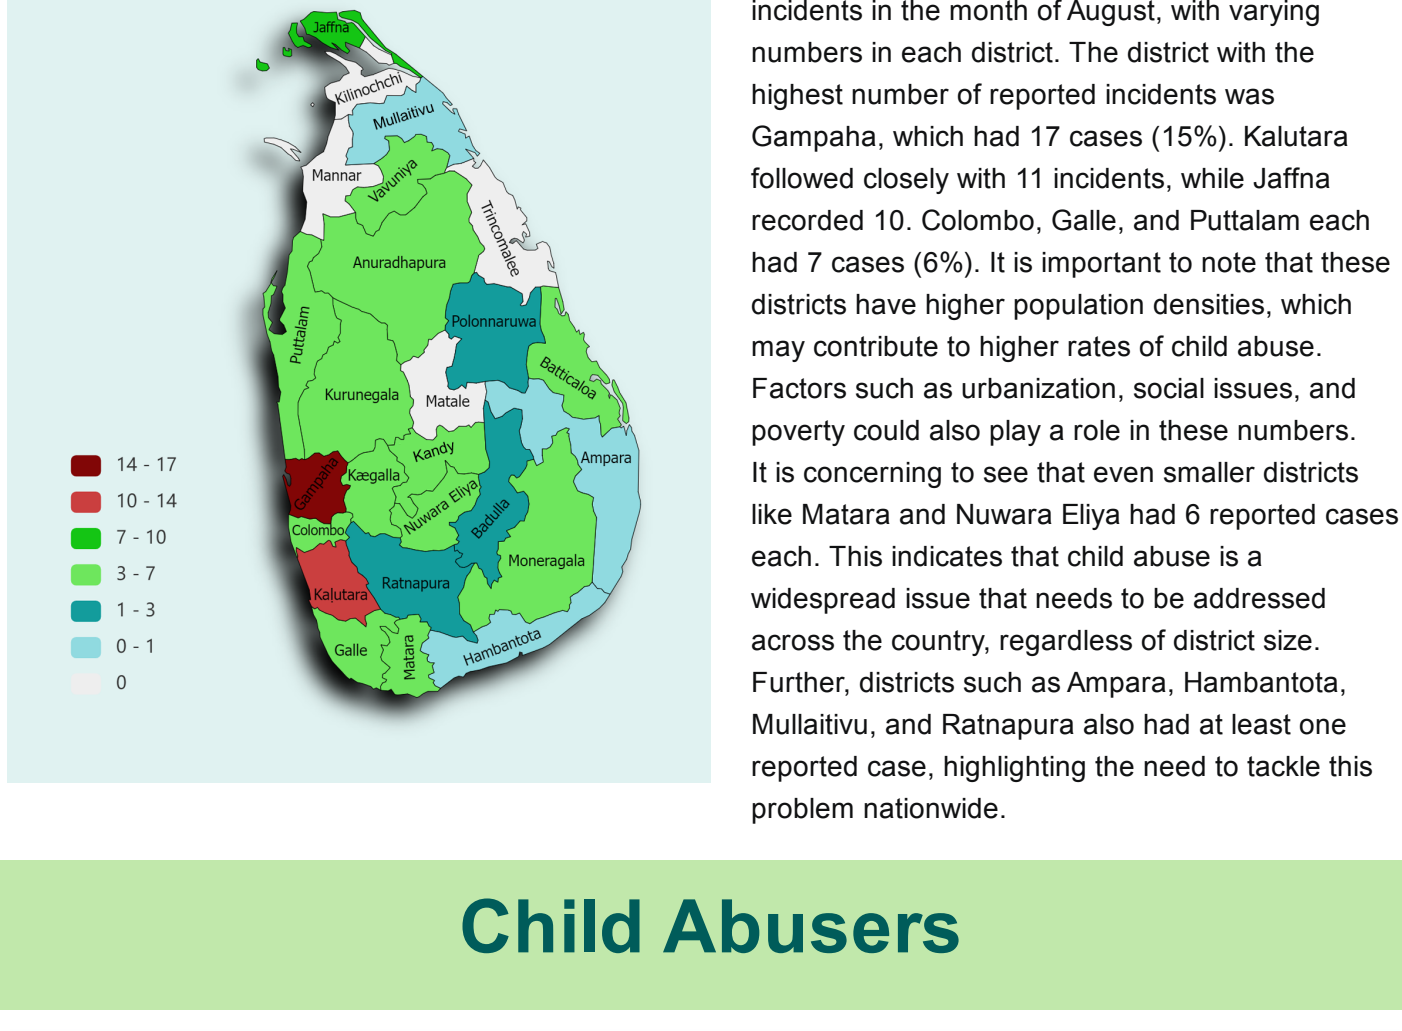 Jaffna
Kilinochchi
Mullaitivu
Mannar
Vavuniya
Trincomalee
Anuradhapura
Polonnaruwa
Puttalam
Batticaloa
Kurunegala
Matale
Kandy
Ampara
Gampaha
Kægalla
Nuwara Eliya
Badulla
Colombo
Moneragala
Ratnapura
Kaļutara
Galle
Matara
Hambantota
14 - 17
10 - 14
7 - 10
3 - 7
1 - 3
0 - 1
0
incidents in the month of August, with varying
numbers in each district. The district with the
highest number of reported incidents was
Gampaha, which had 17 cases (15%). Kalutara
followed closely with 11 incidents, while Jaffna
recorded 10. Colombo, Galle, and Puttalam each
had 7 cases (6%). It is important to note that these
districts have higher population densities, which
may contribute to higher rates of child abuse.
Factors such as urbanization, social issues, and
poverty could also play a role in these numbers.
It is concerning to see that even smaller districts
like Matara and Nuwara Eliya had 6 reported cases
each. This indicates that child abuse is a
widespread issue that needs to be addressed
across the country, regardless of district size.
Further, districts such as Ampara, Hambantota,
Mullaitivu, and Ratnapura also had at least one
reported case, highlighting the need to tackle this
problem nationwide.
Child Abusers